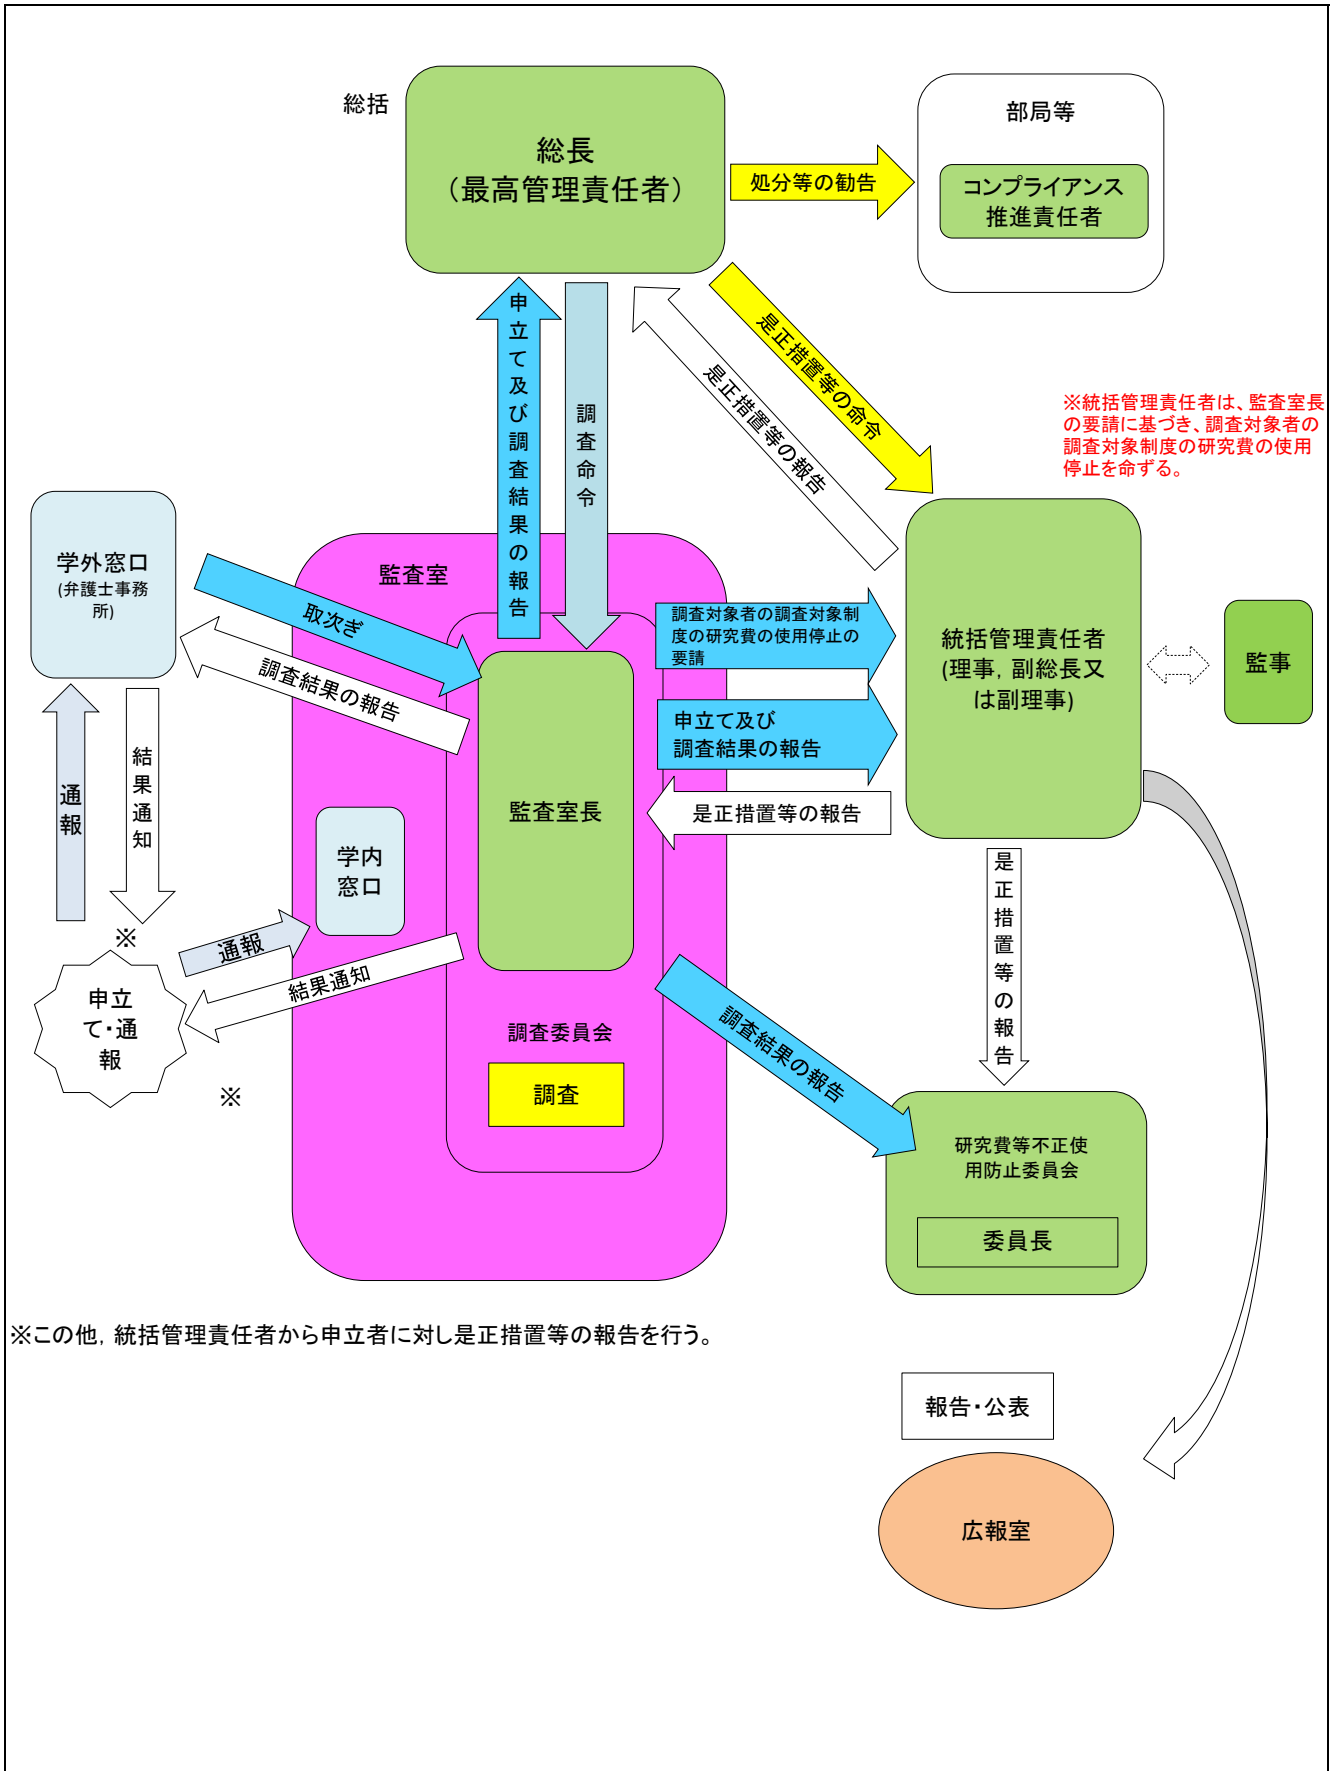 総括
総長
（最高管理責任者）
処分等の勧告
部局等
コンプライアンス
推進責任者
申立て及び調査結果の報告
調査命令
是正措置等の命令
是正措置等の報告
※統括管理責任者は、監査室長
の要請に基づき、調査対象者の
調査対象制度の研究費の使用
停止を命ずる。
学外窓口
(弁護士事務
所)
監査室
取次ぎ
調査結果の報告
調査対象者の調査対象制
度の研究費の使用停止の
要請
申立て及び
調査結果の報告
是正措置等の報告
統括管理責任者
(理事, 副総長又
は副理事)
監事
通報
結果通知
監査室長
学内
窓口
※
通報
結果通知
申立
て・通
報
※
調査委員会
調査
調査結果の報告
是正措置等の報告
研究費等不正使
用防止委員会
委員長
※この他, 統括管理責任者から申立者に対し是正措置等の報告を行う。
報告・公表
広報室